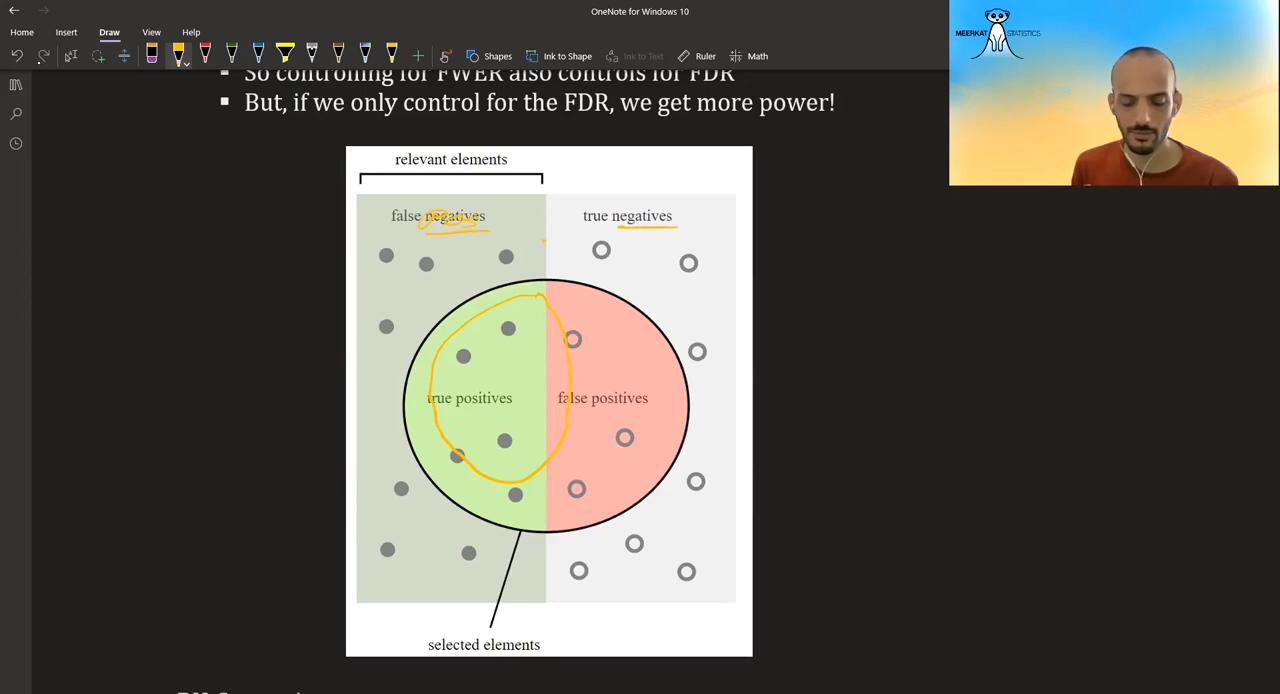 OneNote for Windows 10
Home Insert Draw View Help
Shapes Ink to Shape Ink to Text Ruler Math
MEERKAT STATISTICS
So controlling for FWER also controls for FDR
But, if we only control for the FDR, we get more power!
relevant elements
false negatives true negatives
true positives false positives
selected elements